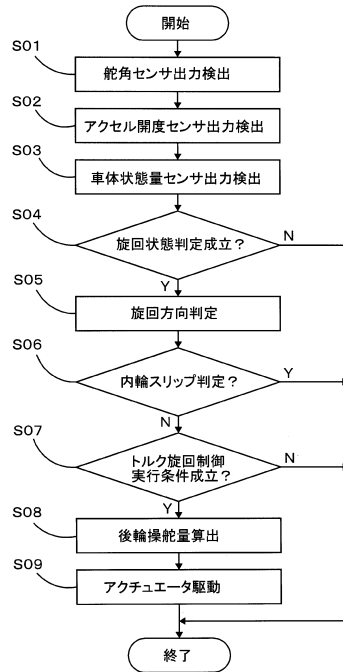 開始
S01
舵角センサ出力検出
S02
アクセル開度センサ出力検出
S03
車体状態量センサ出力検出
S04
旋回状態判定成立？
N
Y
S05
旋回方向判定
S06
内輪スリップ判定？
Y
N
S07
トルク旋回制御
実行条件成立？
N
Y
S08
後輪操舵量算出
S09
アクチュエータ駆動
終了